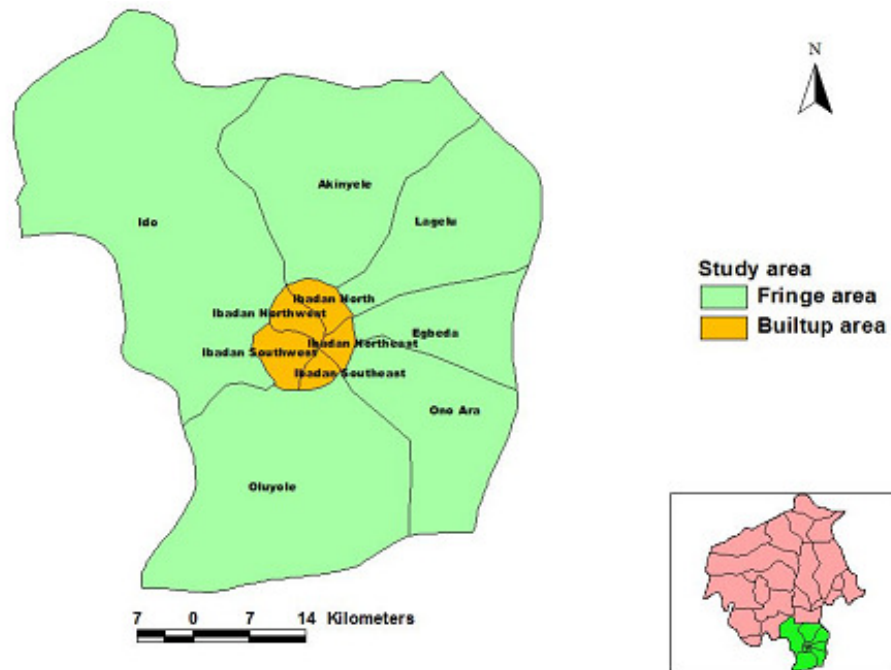 N
Akinyele
Ido
Lagelu
Study area
Fringe area
Builtup area
Ibadan North
Ibadan Northwest
Egbeda
Ibadan Northeast
Ibadan Southwest
Ibadan Southeast
Ono Ara
Oluyole
7 0 7 14 Kilometers